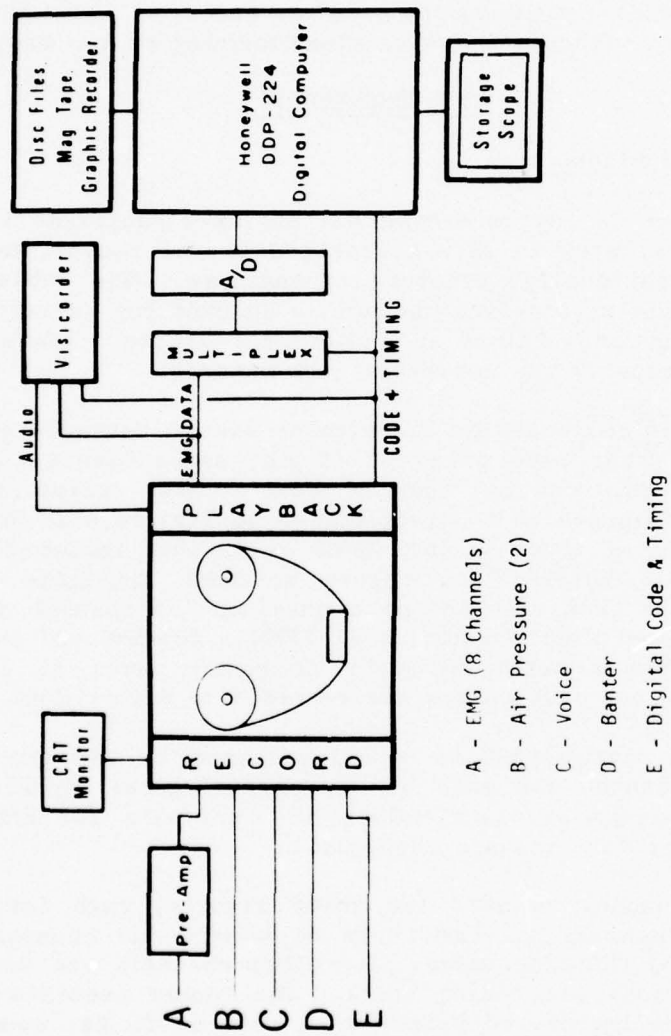 Disc Files
Mag Tape
Graphic Recorder
Honeywell
DDP-224
Digital Computer
Storage
Scope
Visicorder
A/D
MULTIPLEX
Audio
EMG DATA
CODE + TIMING
PLAYBACK
CRT
Monitor
RECORD
Pre-Amp
A
B
C
D
E
A - EMG (8 Channels)
B - Air Pressure (2)
C - Voice
D - Banter
E - Digital Code & Timing